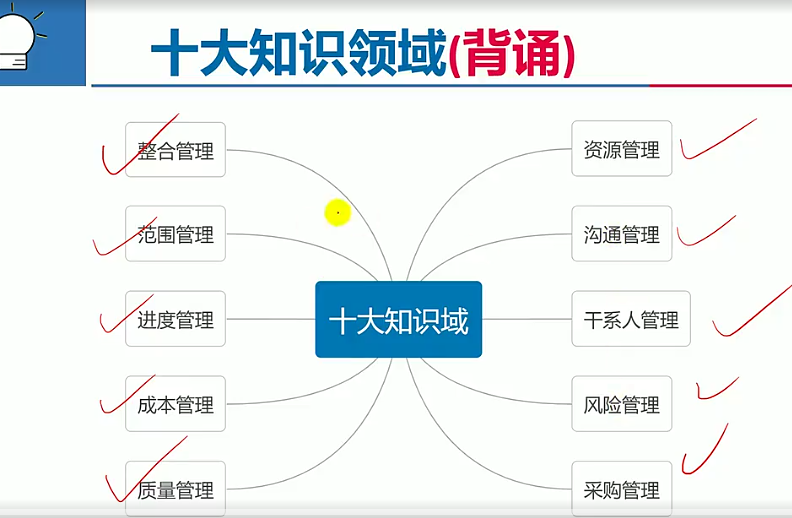 十大知识领域(背诵)
整合管理
范围管理
进度管理
成本管理
质量管理
十大知识域
资源管理
沟通管理
干系人管理
风险管理
采购管理